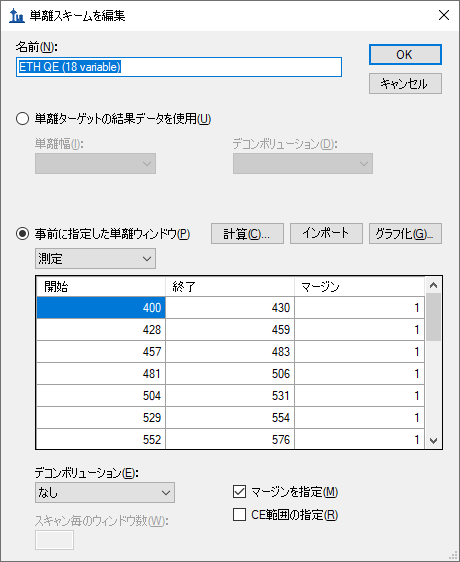 単離スキームを編集
名前(N):
ETH QE (18 variable)
OK
キャンセル
単離ターゲットの結果データを使用(U)
単離幅(I): デコンボリューション(D):
事前に指定した単離ウィンドウ(P) 計算(C)... インポート グラフ化(G)...
測定
開始 終了 マージン
400 430 1
428 459 1
457 483 1
481 506 1
504 531 1
529 554 1
552 576 1
デコンボリューション(E):
なし
マージンを指定(M)
スキャン毎のウィンドウ数(W):
CE範囲の指定(R)